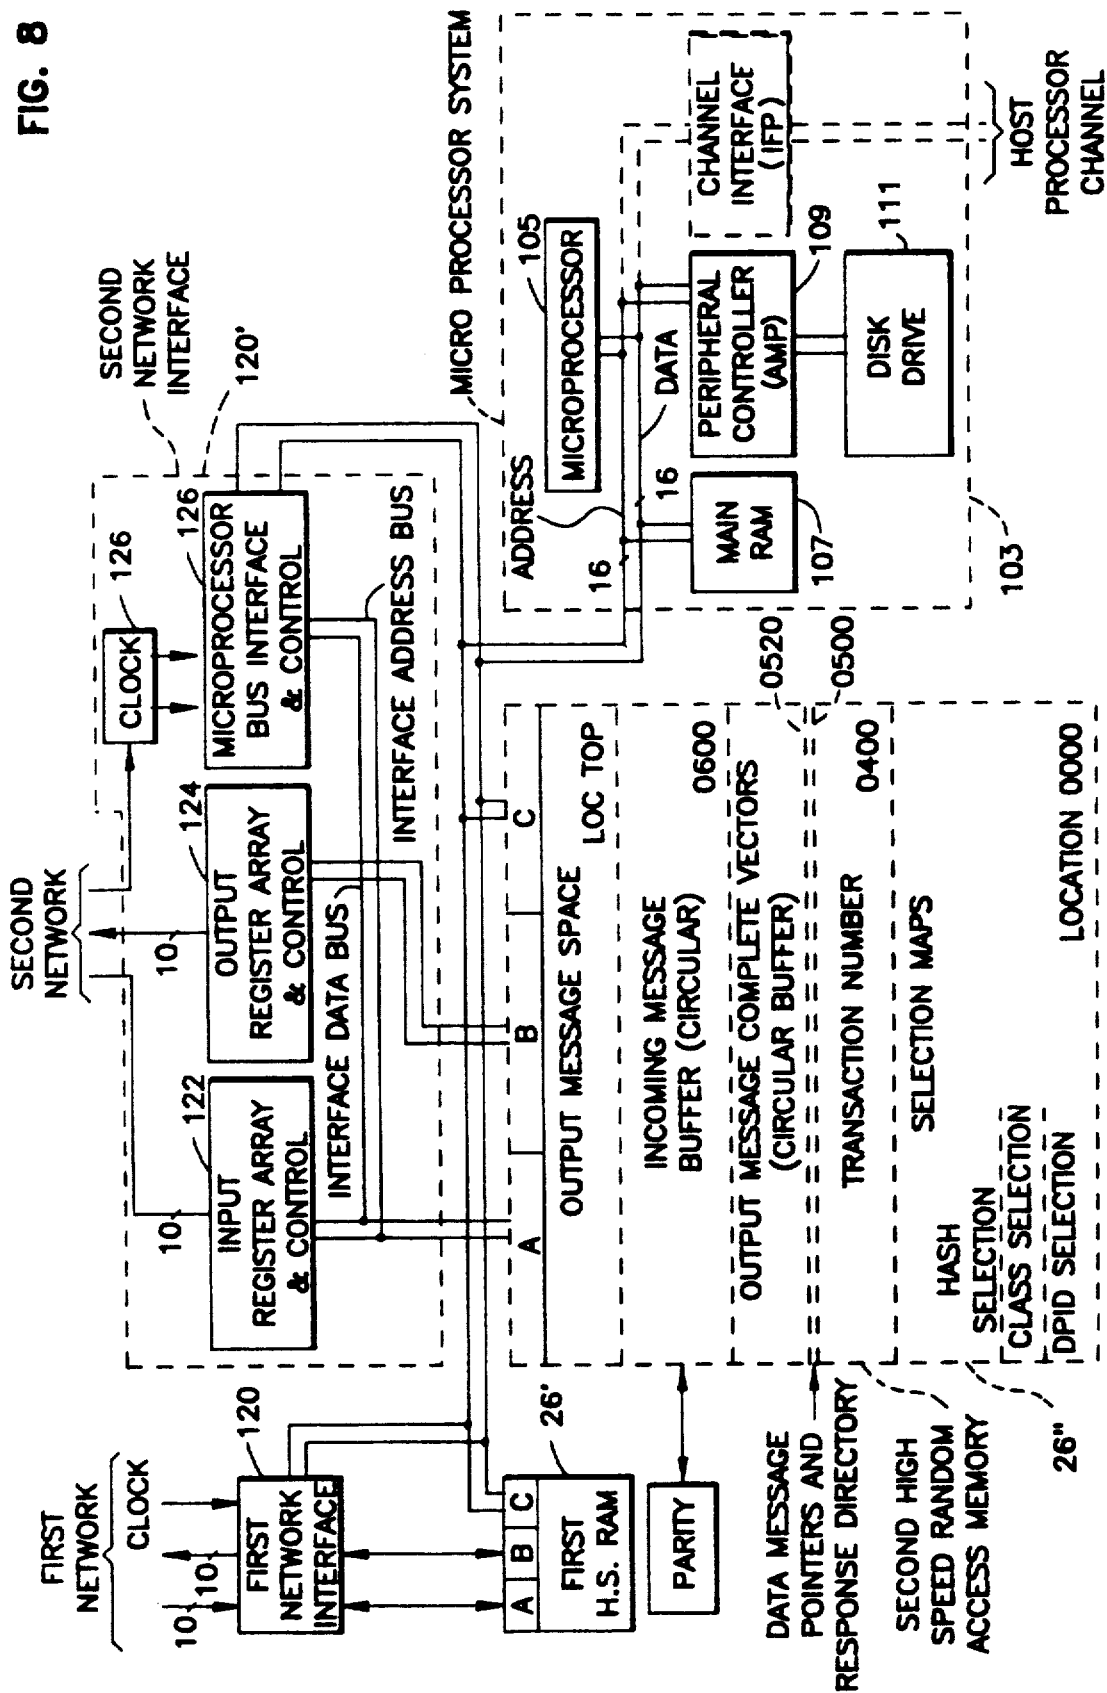 FIG. 8
FIRST
NETWORK
CLOCK
10
10
120
FIRST
NETWORK
INTERFACE
SECOND
NETWORK
10
10
122
INPUT
REGISTER ARRAY
& CONTROL
124
OUTPUT
REGISTER ARRAY
& CONTROL
126
CLOCK
126
MICROPROCESSOR
BUS INTERFACE
& CONTROL
SECOND
NETWORK
INTERFACE
120'
INTERFACE DATA BUS
INTERFACE ADDRESS BUS
MICRO PROCESSOR SYSTEM
A
B
C
26'
FIRST
H.S. RAM
PARITY
A
B
C
OUTPUT MESSAGE SPACE
LOC TOP
INCOMING MESSAGE
BUFFER (CIRCULAR)
0600
OUTPUT MESSAGE COMPLETE VECTORS
(CIRCULAR BUFFER)
0520
0500
TRANSACTION NUMBER
0400
SELECTION MAPS
HASH
SELECTION
CLASS SELECTION
DPID SELECTION
LOCATION 0000
DATA MESSAGE
POINTERS AND
RESPONSE DIRECTORY
SECOND HIGH
SPEED RANDOM
ACCESS MEMORY
26"
ADDRESS
16
16
DATA
105
MICROPROCESSOR
MAIN
RAM
107
PERIPHERAL
CONTROLLER
(AMP)
109
CHANNEL
INTERFACE
(IFP)
DISK
DRIVE
111
103
HOST
PROCESSOR
CHANNEL